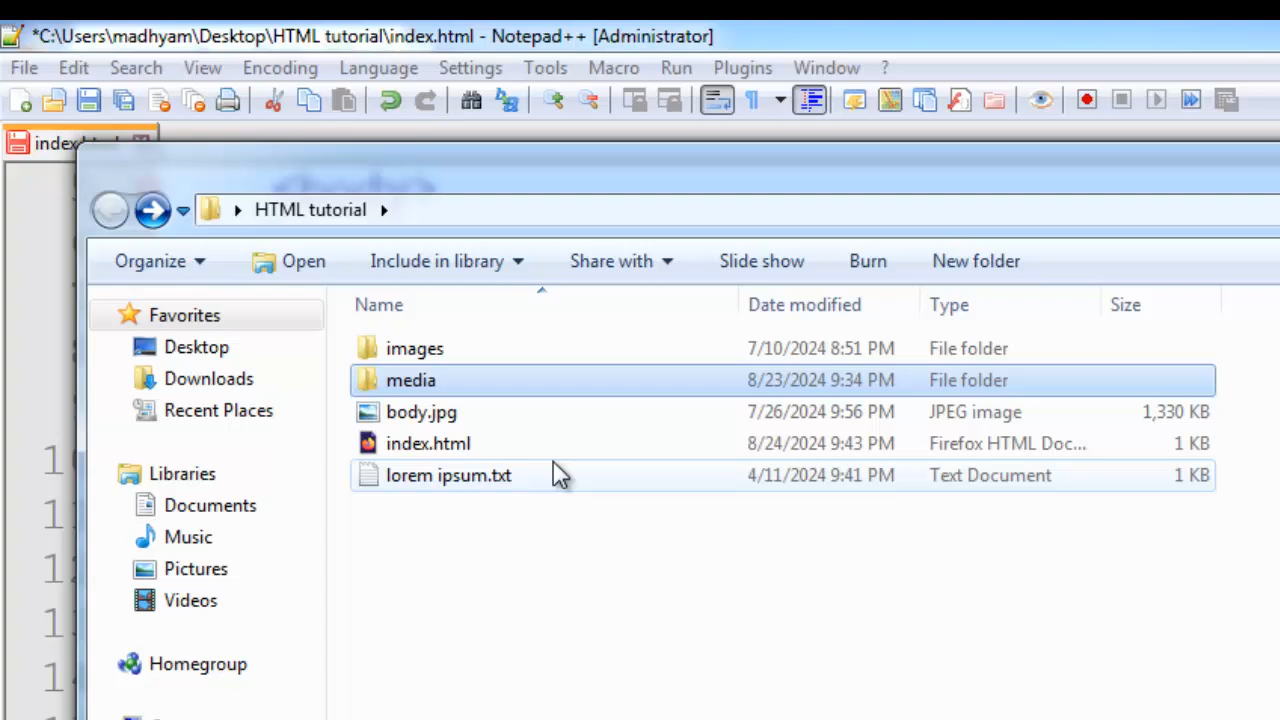 *C:\Users\madhyam\Desktop\HTML tutorial\index.html - Notepad++ [Administrator]
File Edit Search View Encoding Language Settings Tools Macro Run Plugins Window ?
<body>
HTML tutorial
Organize Open Include in library Share with Slide show Burn New folder
Name Date modified Type Size
Favorites
Desktop
Downloads
Recent Places
Libraries
Documents
Music
Pictures
Videos
Homegroup
images 7/10/2024 8:51 PM File folder
media 8/23/2024 9:34 PM File folder
body.jpg 7/26/2024 9:56 PM JPEG image 1,330 KB
index.html 8/24/2024 9:43 PM Firefox HTML Doc... 1 KB
lorem ipsum.txt 4/11/2024 9:41 PM Text Document 1 KB